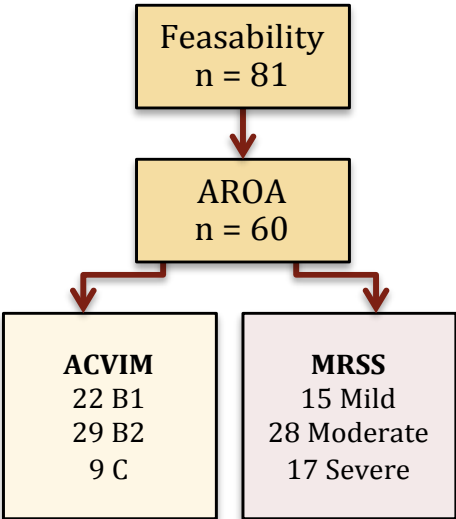 Feasability
n = 81
AROA
n = 60
ACVIM
22 B1
29 B2
9 C
MRSS
15 Mild
28 Moderate
17 Severe